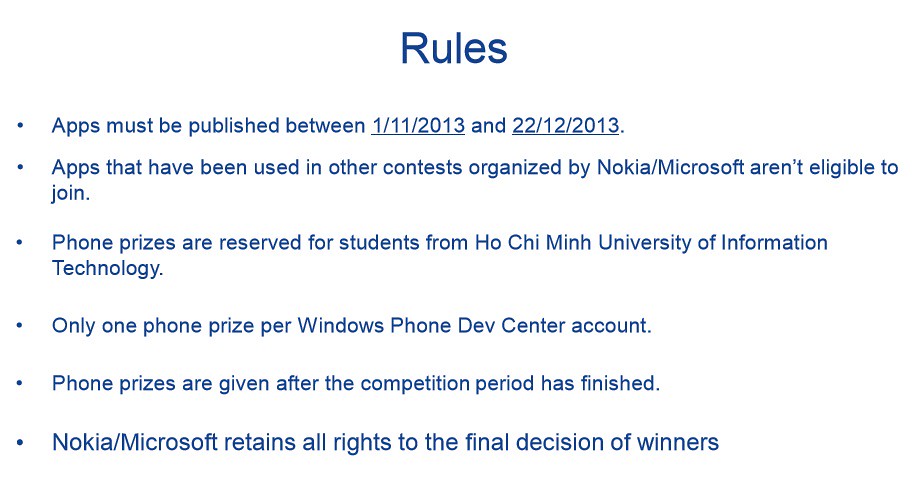 Rules
• Apps must be published between 1/11/2013 and 22/12/2013.
• Apps that have been used in other contests organized by Nokia/Microsoft aren’t eligible to
join.
• Phone prizes are reserved for students from Ho Chi Minh University of Information
Technology.
• Only one phone prize per Windows Phone Dev Center account.
• Phone prizes are given after the competition period has finished.
• Nokia/Microsoft retains all rights to the final decision of winners